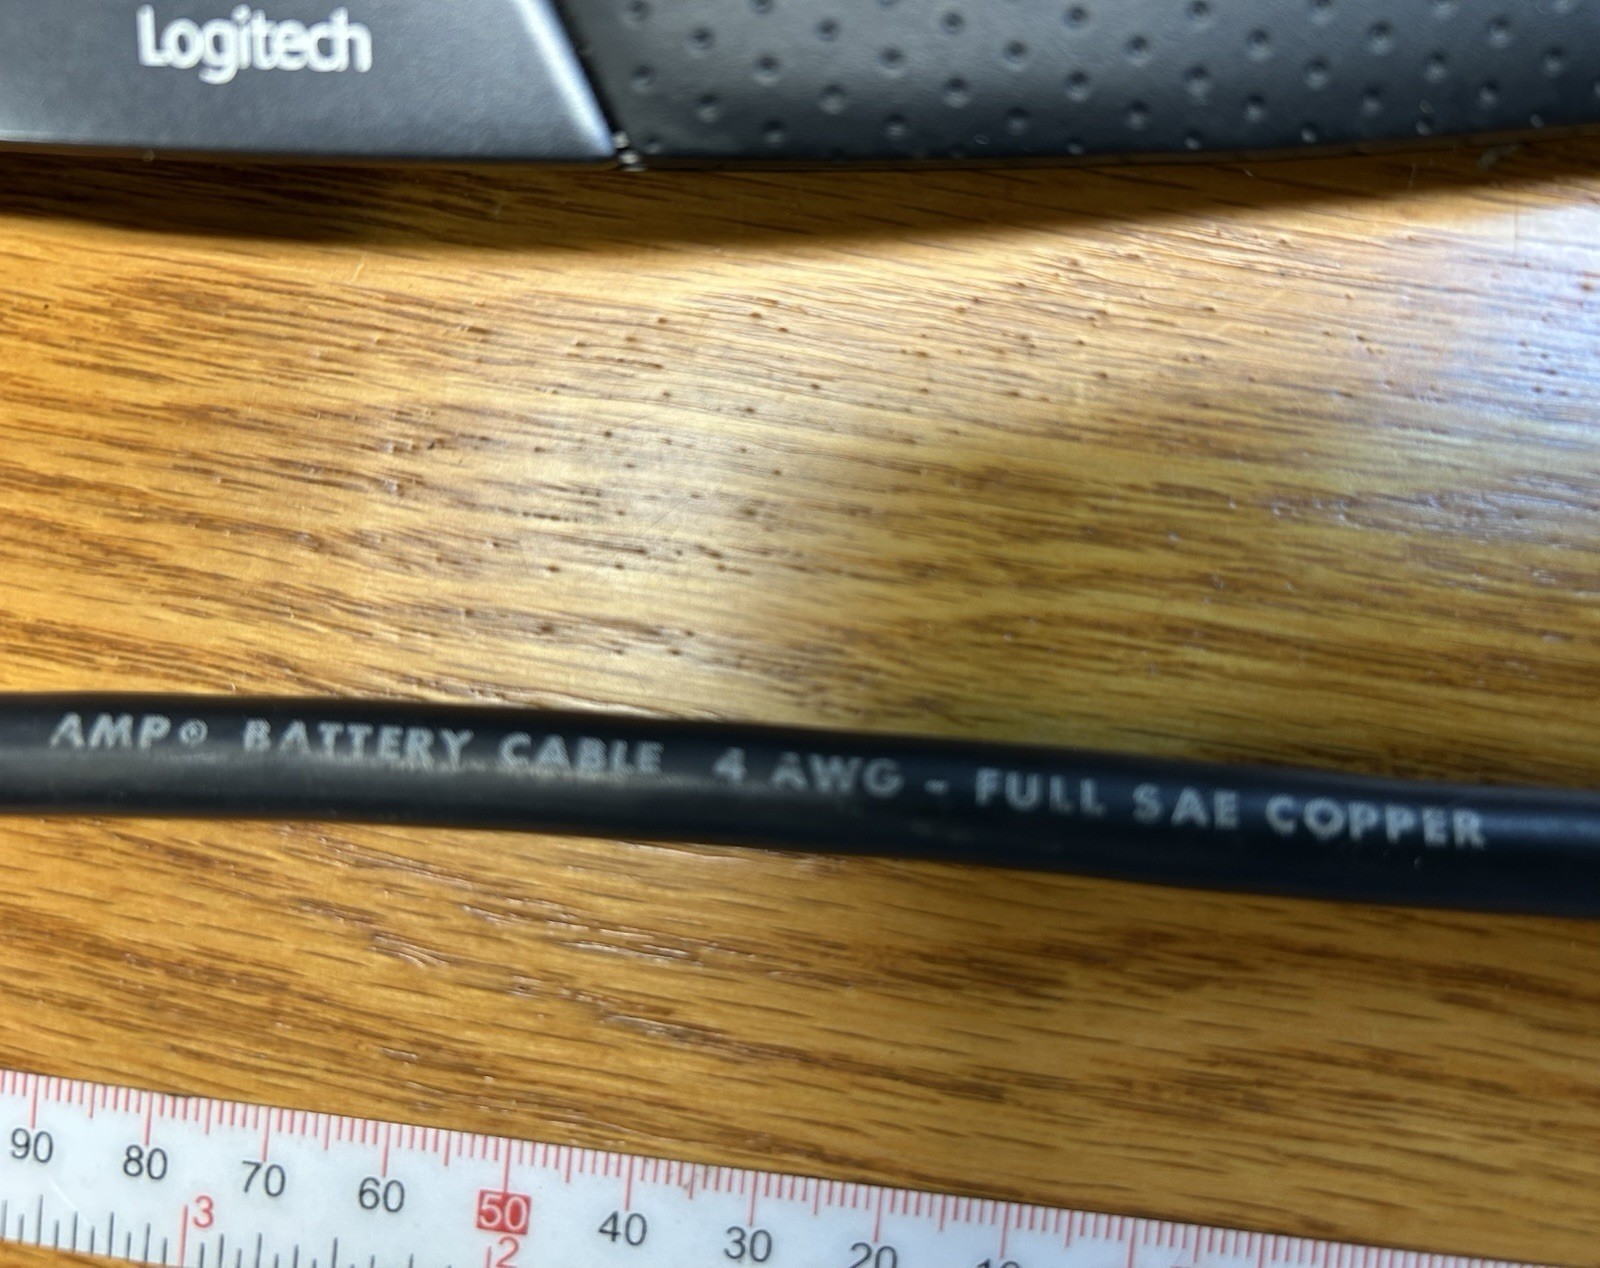 Logitech
AMP® BATTERY CABLE 4 AWG - FULL SAE COPPER
90 80 70 60 50 40 30 20 10
3 2